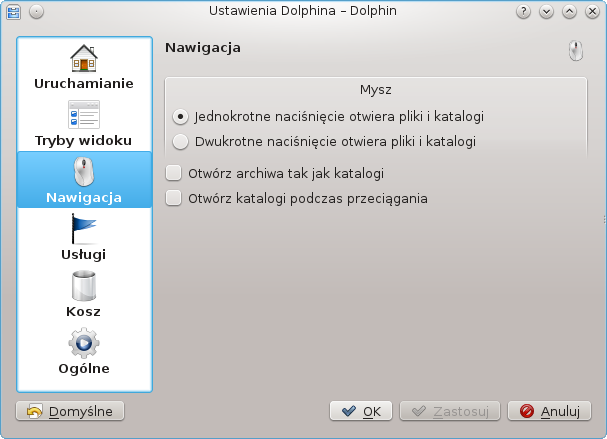 Ustawienia Dolphina – Dolphin
Uruchamianie
Tryby widoku
Nawigacja
Usługi
Kosz
Ogólne
Nawigacja
Mysz
Jednokrotne naciśnięcie otwiera pliki i katalogi
Dwukrotne naciśnięcie otwiera pliki i katalogi
Otwórz archiwa tak jak katalogi
Otwórz katalogi podczas przeciągania
Domyślne
OK
Zastosuj
Anuluj